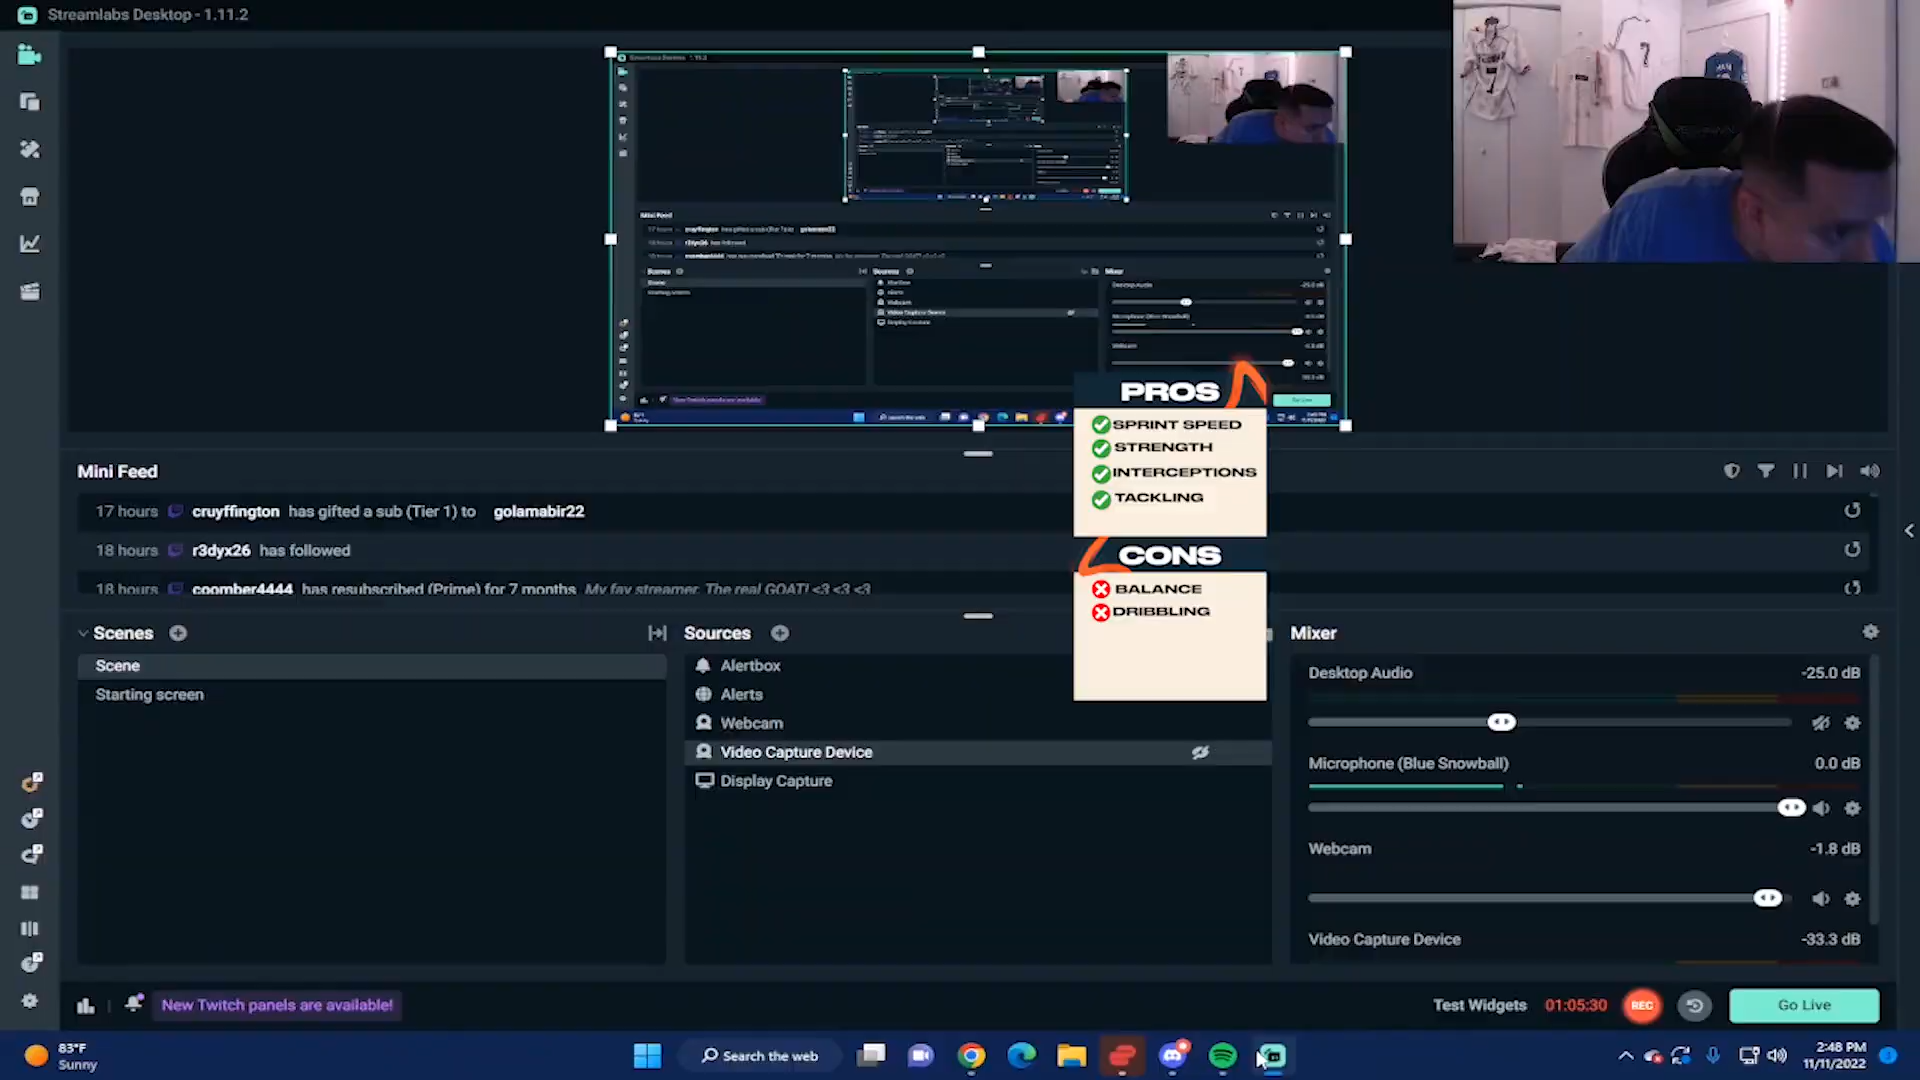 Streamlabs Desktop - 1.11.2
Mini Feed
17 hours cruyffington has gifted a sub (Tier 1) to golamabir22
18 hours r3dyx26 has followed
18 hours coomber4444 has resubscribed (Prime) for 7 months My fav streamer. The real GOAT! <3 <3 <3
PROS
SPRINT SPEED
STRENGTH
INTERCEPTIONS
TACKLING
CONS
BALANCE
DRIBBLING
Scenes
Scene
Starting screen
Sources
Alertbox
Alerts
Webcam
Video Capture Device
Display Capture
Mixer
Desktop Audio -25.0 dB
Microphone (Blue Snowball) 0.0 dB
Webcam -1.8 dB
Video Capture Device -33.3 dB
New Twitch panels are available!
Test Widgets 01:05:30 REC Go Live
83°F
Sunny
Search the web
2:48 PM
11/11/2022